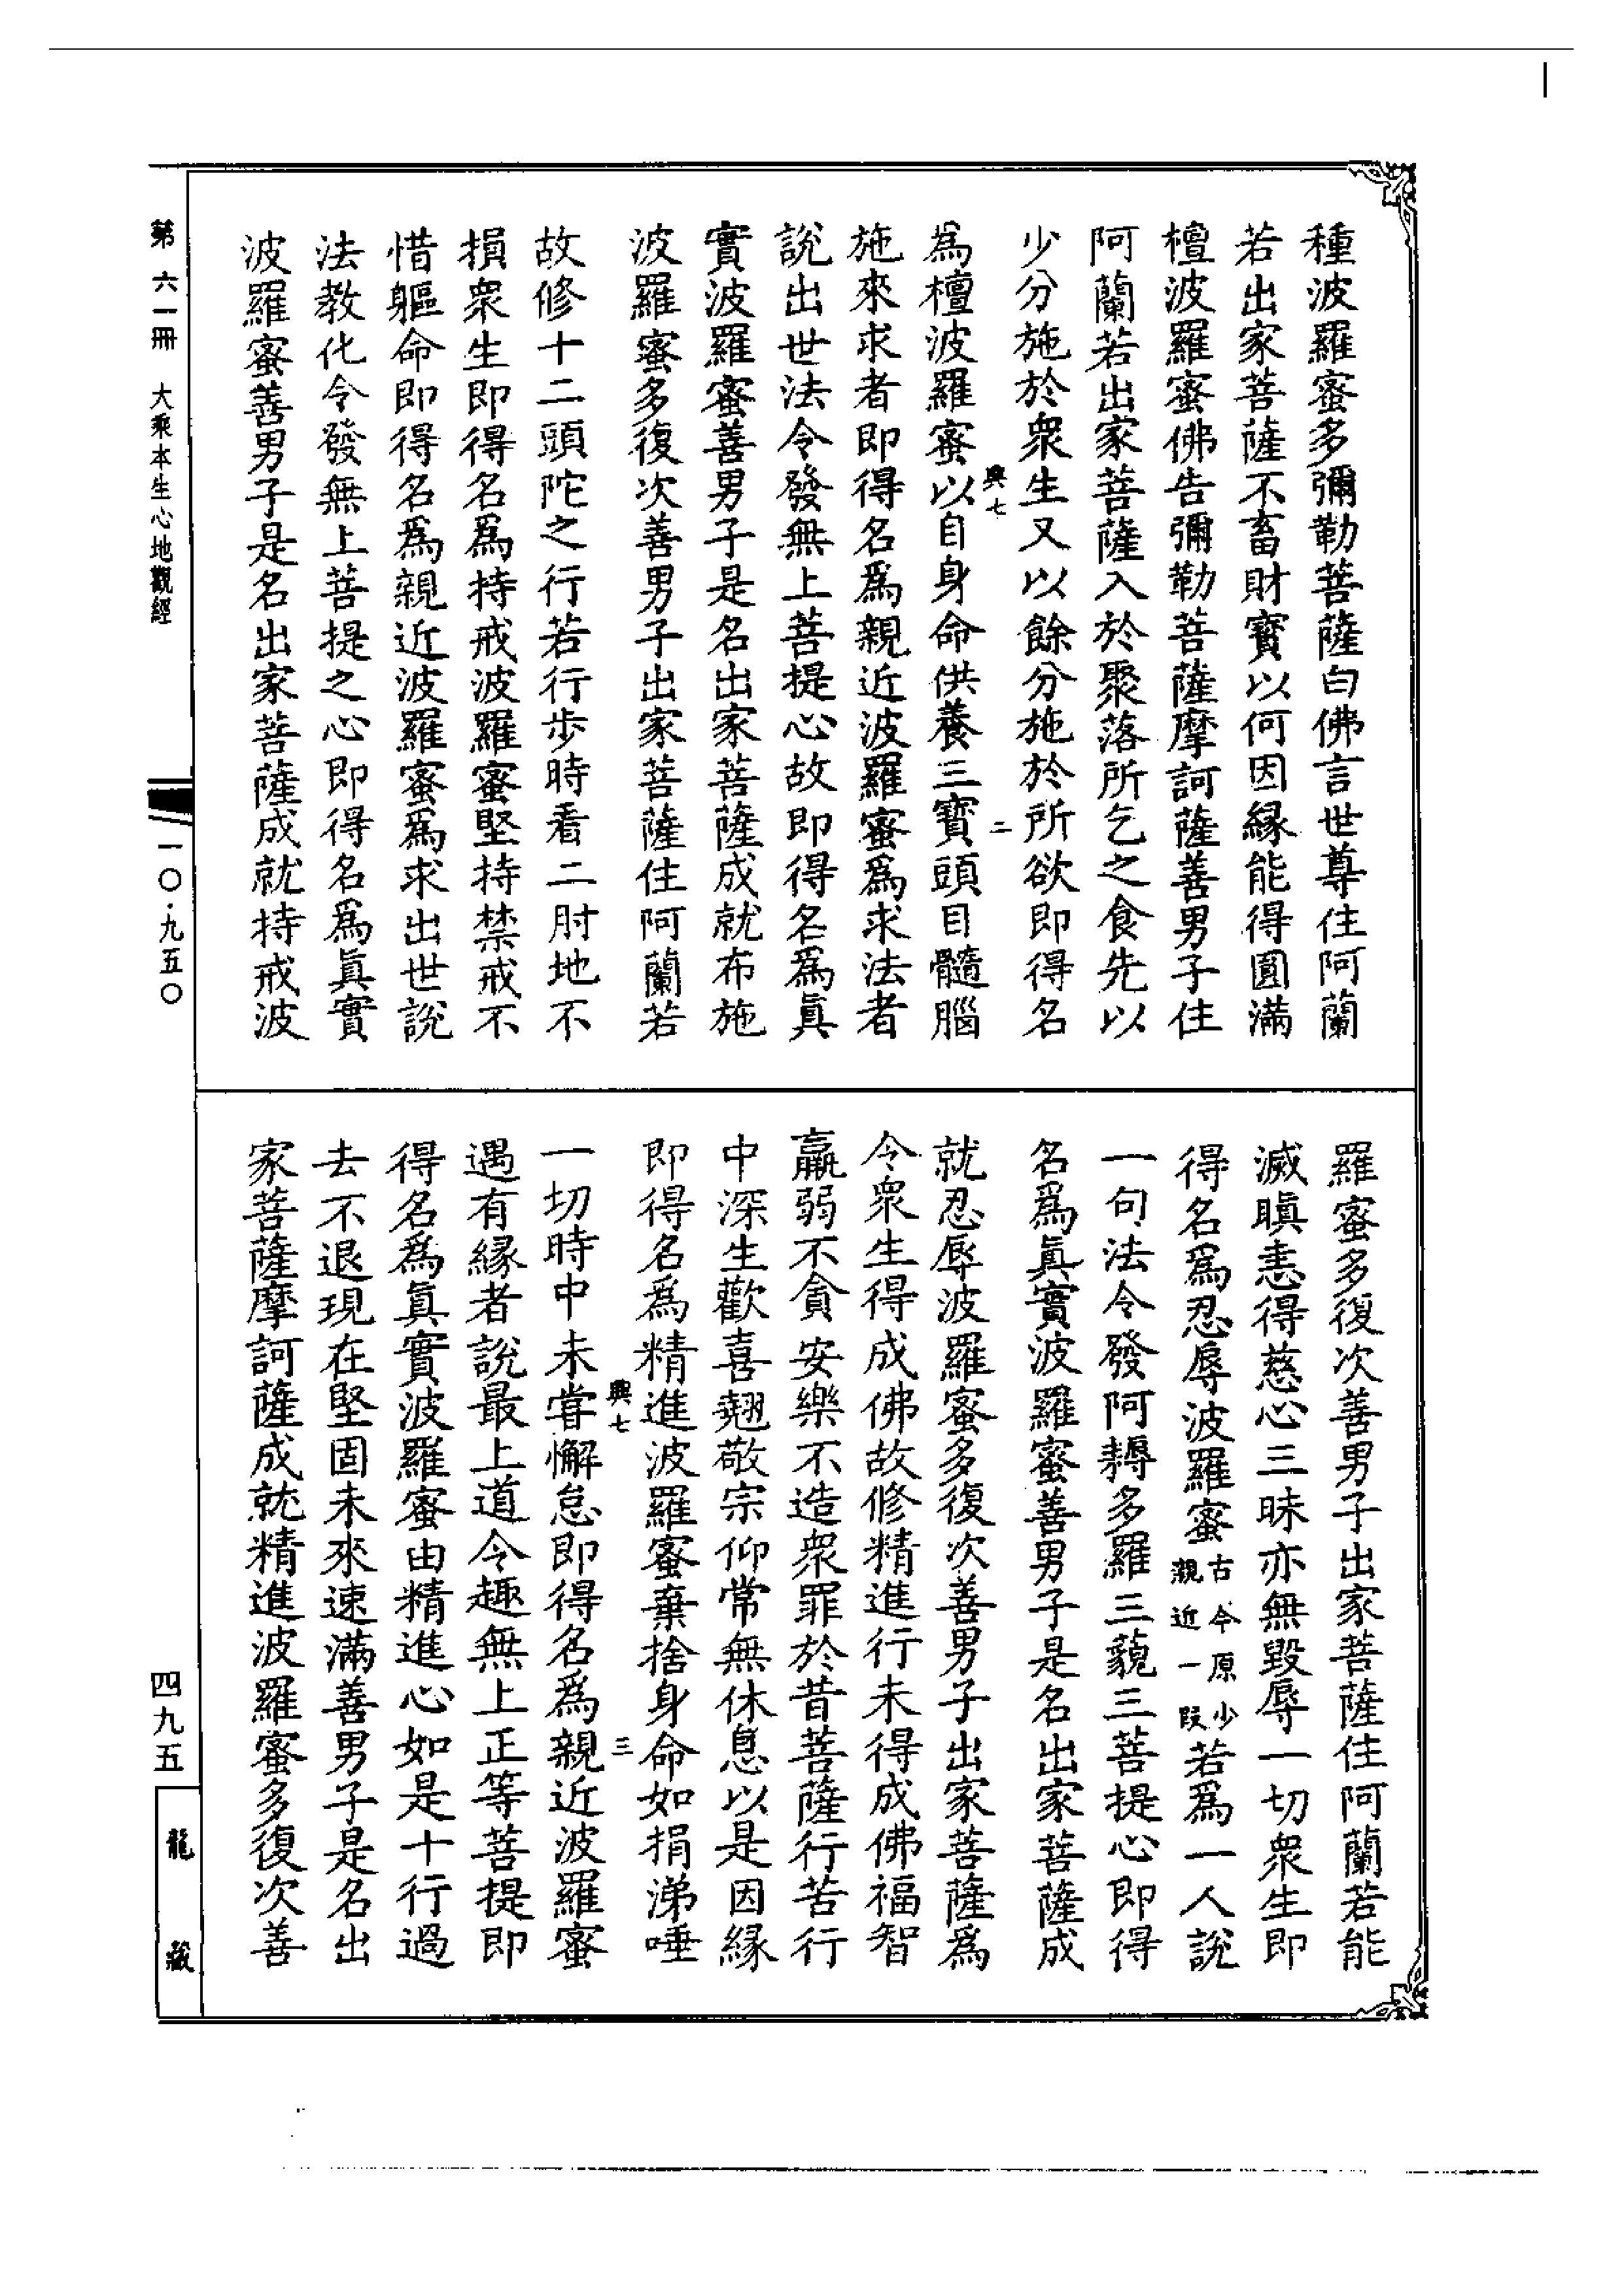 種波羅蜜多彌勒菩薩白佛言世尊住阿蘭
若出家菩薩不畜財寳以何因緣能得圓滿
檀波羅蜜佛告彌勒菩薩摩訶薩善男子住
阿蘭若出家菩薩入於聚落所乞之食先以
少分施於衆生又以餘分施於所欲即得名
興七
二
爲檀波羅蜜以自身命供養三寶頭目髓腦
施來求者即得名爲親近波羅蜜爲求法者
說出世法令發無上菩提心故即得名爲眞
實波羅蜜善男子是名出家菩薩成就布施
波羅蜜多復次善男子出家菩薩住阿蘭若
故修十二頭陀之行若行步時看二肘地不
損衆生即得名爲持戒波羅蜜堅持禁戒不
惜軀命即得名爲親近波羅蜜爲求出世說
法教化令發無上菩提之心即得名爲眞實
波羅蜜善男子是名出家菩薩成就持戒波
羅蜜多復次善男子出家菩薩住阿蘭若能
滅瞋恚得慈心三昧亦無毀辱一切衆生即
得名爲忍辱波羅蜜古今原少親近一段若爲一人說
一句法令發阿耨多羅三藐三菩提心即得
名爲眞實波羅蜜善男子是名出家菩薩成
就忍辱波羅蜜多復次善男子出家菩薩爲
令衆生得成佛故修精進行未得成佛福智
羸弱不貪安樂不造衆罪於昔菩薩行苦行
中深生歡喜翹敬宗仰常無休息以是因緣
即得名爲精進波羅蜜棄捨身命如捐涕唾
興七
三
一切時中未嘗懈怠即得名爲親近波羅蜜
遇有緣者說最上道令趣無上正等菩提即
得名爲眞實波羅蜜由精進心如是十行過
去不退現在堅固未來速滿善男子是名出
家菩薩摩訶薩成就精進波羅蜜多復次善
第六一冊 大乘本生心地觀經
一〇·九五〇
四九五
龍藏